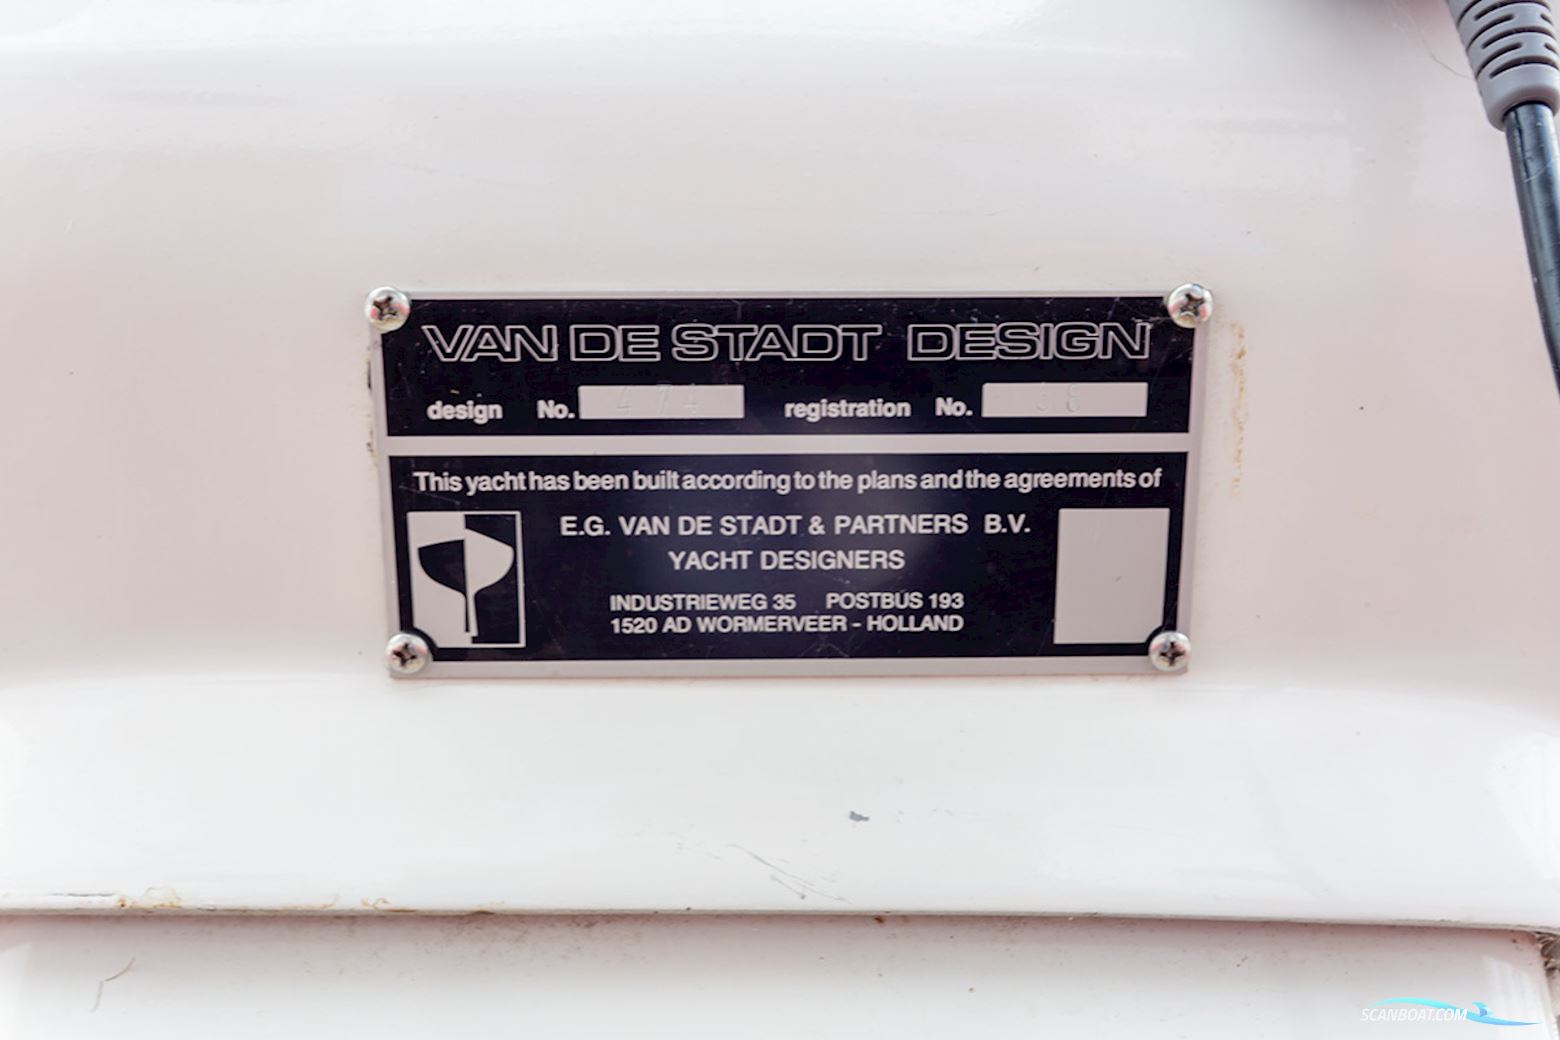 VAN DE STADT DESIGN
design No. 474 registration No. 38
This yacht has been built according to the plans and the agreements of
E.G. VAN DE STADT & PARTNERS B.V.
YACHT DESIGNERS
INDUSTRIEWEG 35 POSTBUS 193
1520 AD WORMERVEER - HOLLAND
SCANBOAT.COM